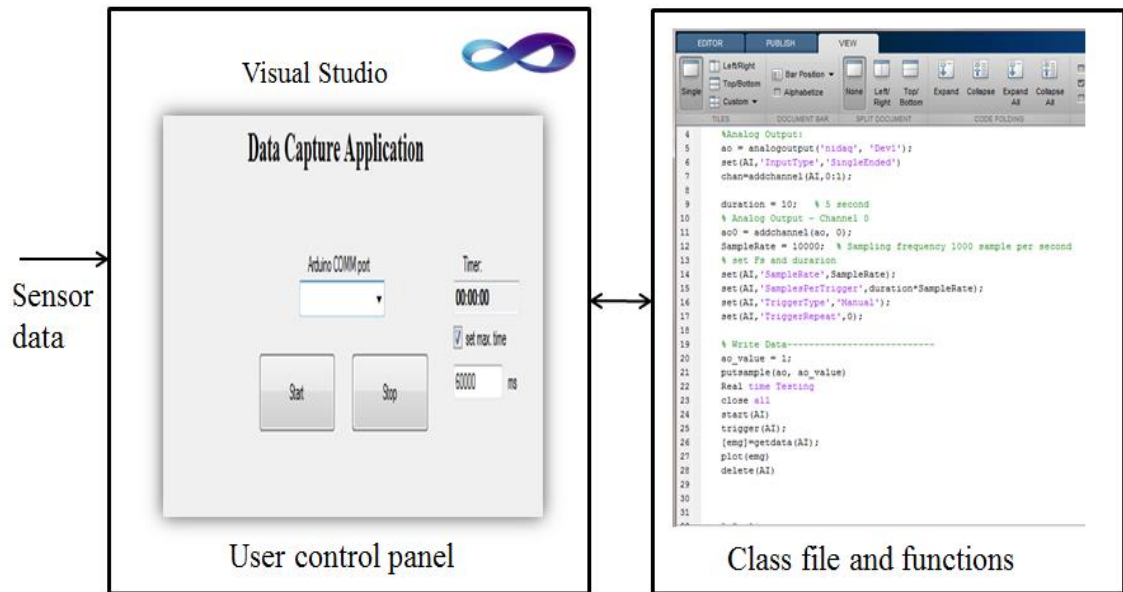 Sensor
data
Visual Studio
Data Capture Application
Arduino COMM port
Timer:
00:00:00
set max. time
60000 ms
Start Stop
User control panel
EDITOR PUBLISH VIEW
Single
Left/Right
Top/Bottom
Custom
TILES
Bar Position
Alphabetize
DOCUMENT BAR
None
Left/
Right
Top/
Bottom
SPLIT DOCUMENT
Expand
Collapse
Expand
All
Collapse
All
CODE FOLDING
4 %Analog Output:
5 ao = analogoutput('nidaq', 'Dev1');
6 set(AI,'InputType','SingleEnded')
7 chan=addchannel(AI,0:1);
8
9 duration = 10; % 5 second
10 % Analog Output - Channel 0
11 ao0 = addchannel(ao, 0);
12 SampleRate = 10000; % Sampling frequency 1000 sample per second
13 % set Fs and durarion
14 set(AI,'SampleRate',SampleRate);
15 set(AI,'SamplesPerTrigger',duration*SampleRate);
16 set(AI,'TriggerType','Manual');
17 set(AI,'TriggerRepeat',0);
18
19 % Write Data---------------------------
20 ao_value = 1;
21 putsample(ao, ao_value)
22 Real time Testing
23 close all
24 start(AI)
25 trigger(AI);
26 [emg]=getdata(AI);
27 plot(emg)
28 delete(AI)
29
30
31
Class file and functions